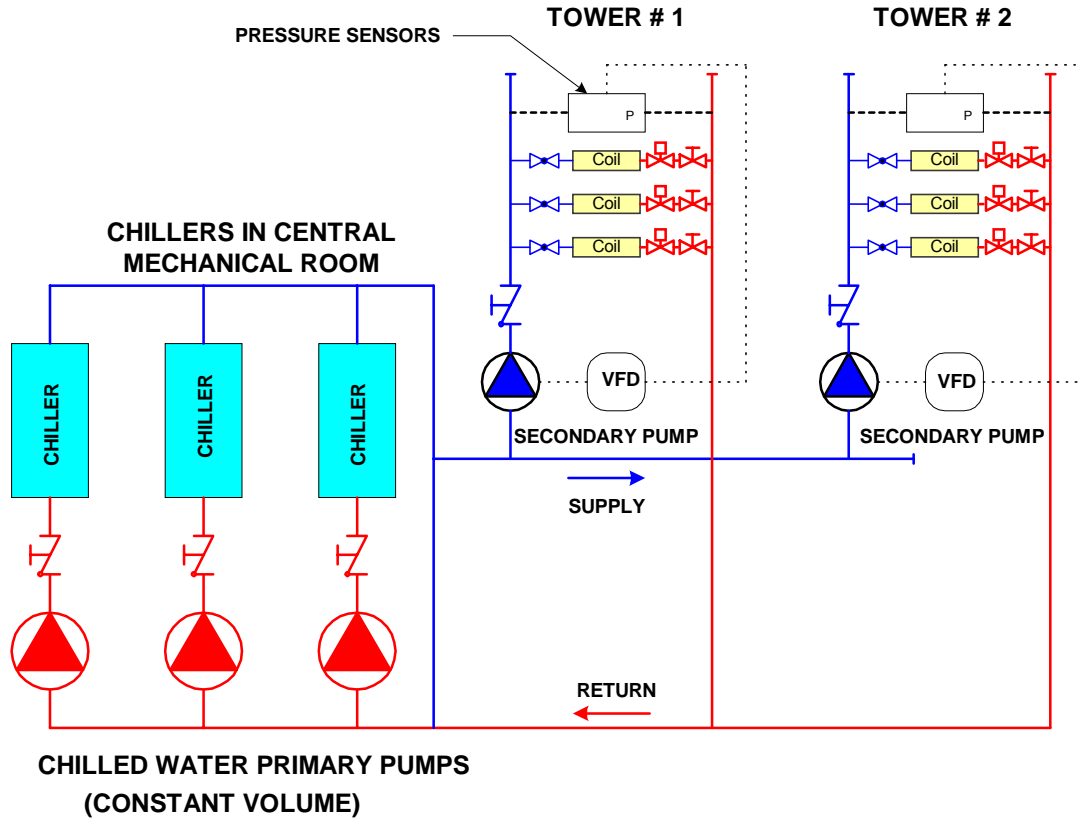 TOWER # 1
TOWER # 2
PRESSURE SENSORS
P
P
Coil
Coil
Coil
Coil
Coil
Coil
CHILLERS IN CENTRAL
MECHANICAL ROOM
CHILLER
CHILLER
CHILLER
VFD
VFD
SECONDARY PUMP
SECONDARY PUMP
SUPPLY
RETURN
CHILLED WATER PRIMARY PUMPS
(CONSTANT VOLUME)